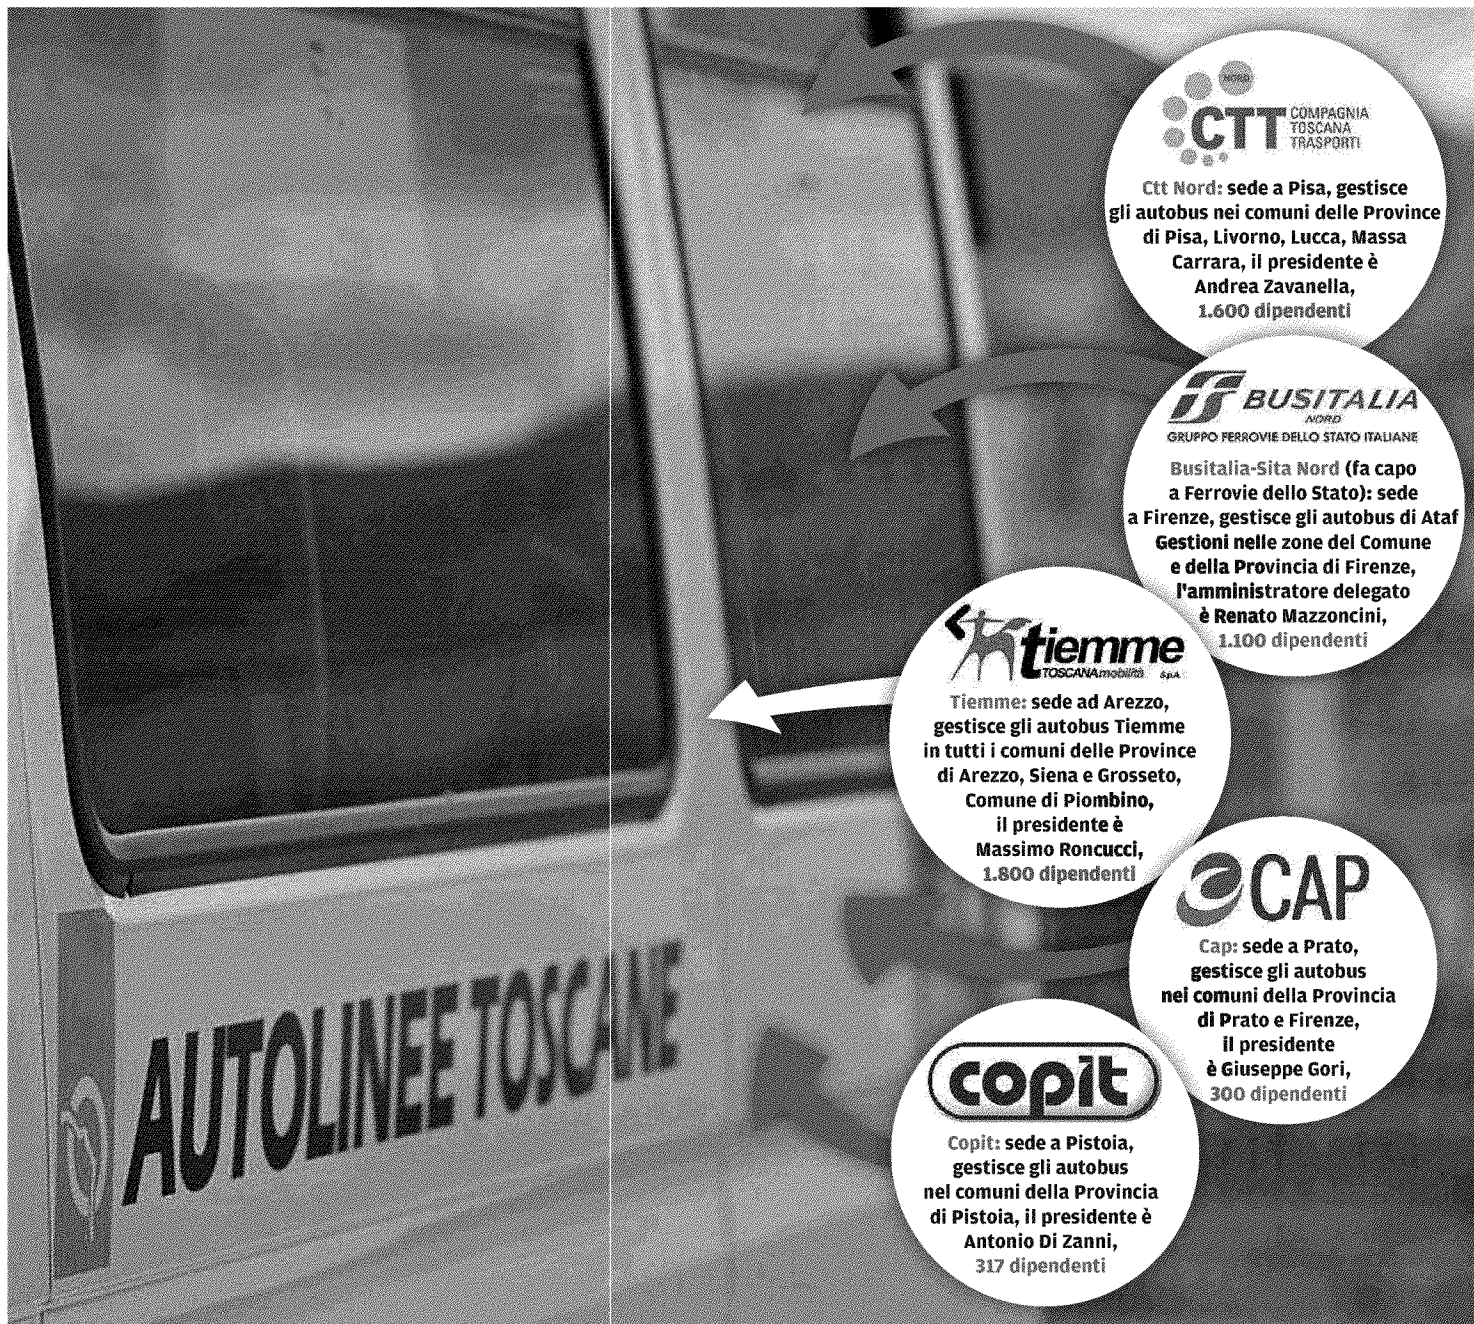 NORD
CTT
COMPAGNIA
TOSCANA
TRASPORTI
Ctt Nord: sede a Pisa, gestisce
gli autobus nei comuni delle Province
di Pisa, Livorno, Lucca, Massa
Carrara, il presidente è
Andrea Zavanella,
1.600 dipendenti
BUSITALIA
NORD
GRUPPO FERROVIE DELLO STATO ITALIANE
Busitalia-Sita Nord (fa capo
a Ferrovie dello Stato): sede
a Firenze, gestisce gli autobus di Ataf
Gestioni nelle zone del Comune
e della Provincia di Firenze,
l'amministratore delegato
è Renato Mazzoncini,
1.100 dipendenti
tiemme
TOSCANAmobilità SpA
Tiemme: sede ad Arezzo,
gestisce gli autobus Tiemme
in tutti i comuni delle Province
di Arezzo, Siena e Grosseto,
Comune di Piombino,
il presidente è
Massimo Roncucci,
1.800 dipendenti
CAP
Cap: sede a Prato,
gestisce gli autobus
nei comuni della Provincia
di Prato e Firenze,
il presidente
è Giuseppe Gori,
300 dipendenti
copit
Copit: sede a Pistoia,
gestisce gli autobus
nei comuni della Provincia
di Pistoia, il presidente è
Antonio Di Zanni,
317 dipendenti
AUTOLINEE TOSCANE